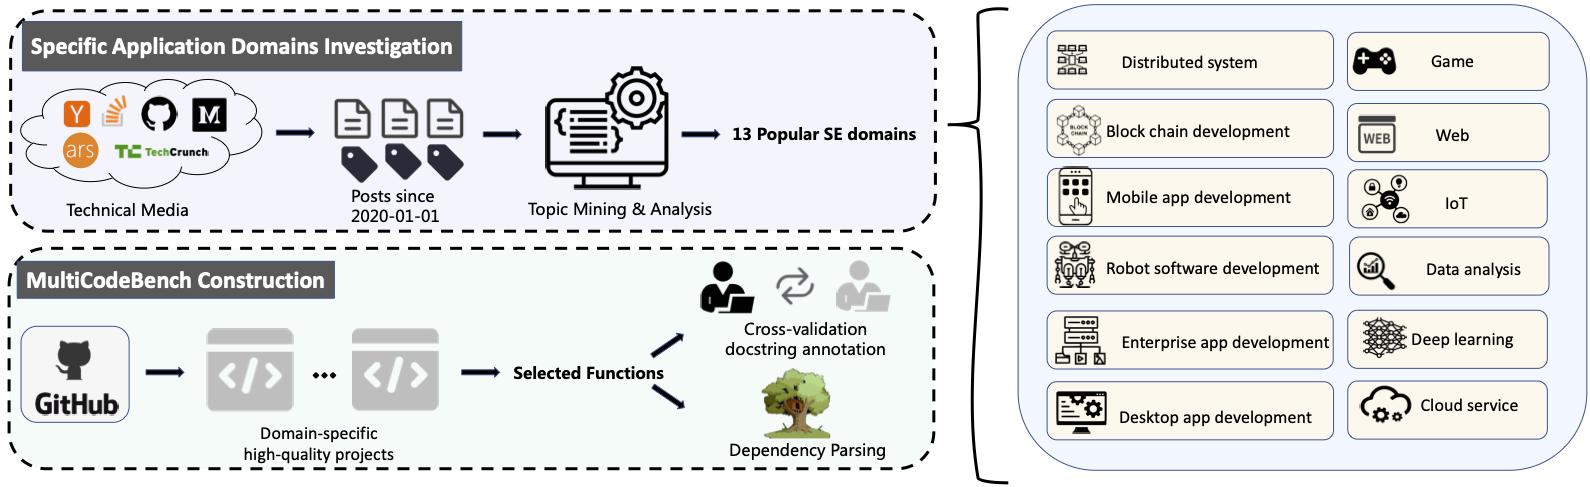 Specific Application Domains Investigation
Y
M
ars
TC TechCrunch
Technical Media
Posts since
2020-01-01
Topic Mining & Analysis
13 Popular SE domains
MultiCodeBench Construction
GitHub
Domain-specific
high-quality projects
Selected Functions
Cross-validation
docstring annotation
Dependency Parsing
Distributed system
Game
BLOCK
CHAIN
Block chain development
WEB
Web
Mobile app development
IoT
Robot software development
Data analysis
Enterprise app development
Deep learning
Desktop app development
Cloud service